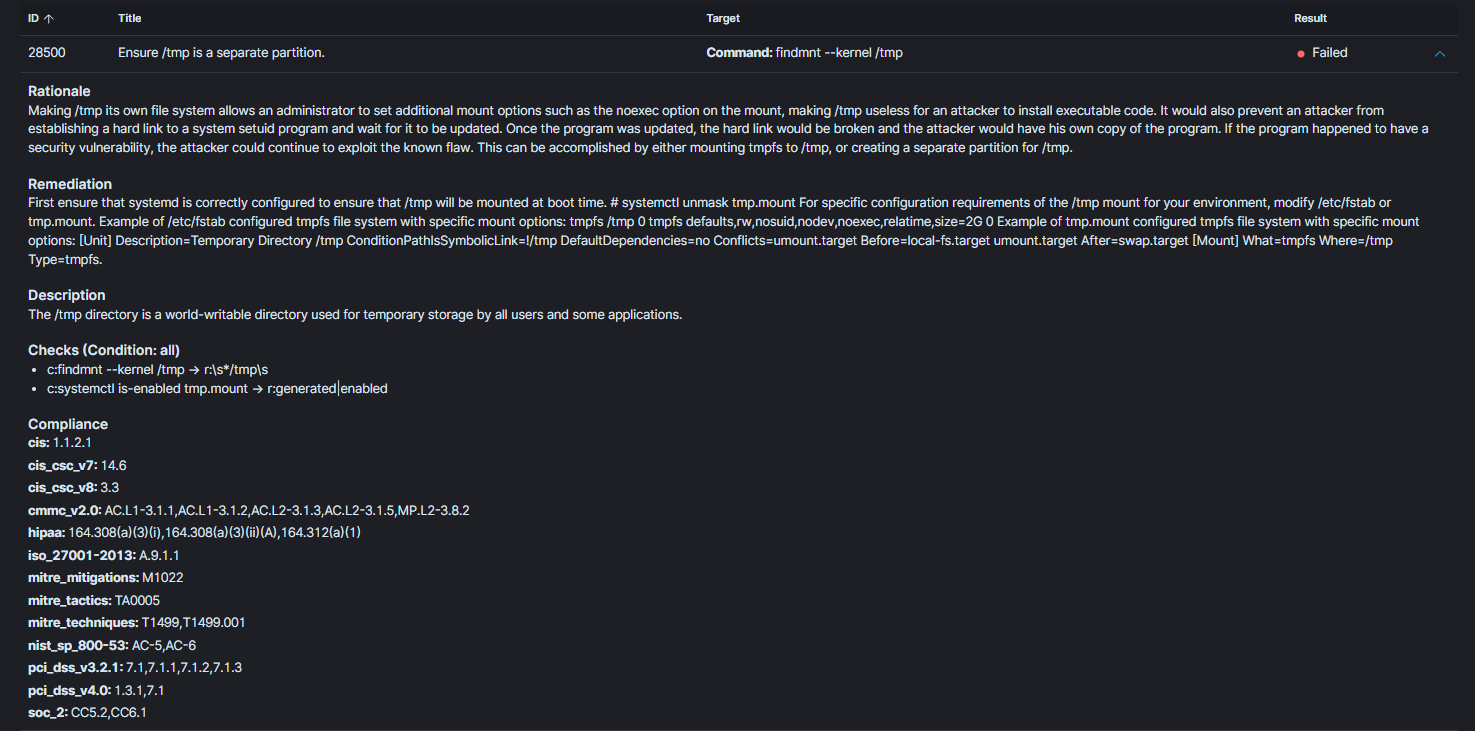 ID ↑ Title Target Result
28500 Ensure /tmp is a separate partition. Command: findmnt --kernel /tmp Failed
Rationale
Making /tmp its own file system allows an administrator to set additional mount options such as the noexec option on the mount, making /tmp useless for an attacker to install executable code. It would also prevent an attacker from
establishing a hard link to a system setuid program and wait for it to be updated. Once the program was updated, the hard link would be broken and the attacker would have his own copy of the program. If the program happened to have a
security vulnerability, the attacker could continue to exploit the known flaw. This can be accomplished by either mounting tmpfs to /tmp, or creating a separate partition for /tmp.
Remediation
First ensure that systemd is correctly configured to ensure that /tmp will be mounted at boot time. # systemctl unmask tmp.mount For specific configuration requirements of the /tmp mount for your environment, modify /etc/fstab or
tmp.mount. Example of /etc/fstab configured tmpfs file system with specific mount options: tmpfs /tmp 0 tmpfs defaults,rw,nosuid,nodev,noexec,relatime,size=2G 0 Example of tmp.mount configured tmpfs file system with specific mount
options: [Unit] Description=Temporary Directory /tmp ConditionPathIsSymbolicLink=!/tmp DefaultDependencies=no Conflicts=umount.target Before=local-fs.target umount.target After=swap.target [Mount] What=tmpfs Where=/tmp
Type=tmpfs.
Description
The /tmp directory is a world-writable directory used for temporary storage by all users and some applications.
Checks (Condition: all)
• c:findmnt --kernel /tmp → r:\s*/tmp\s
• c:systemctl is-enabled tmp.mount → r:generated|enabled
Compliance
cis: 1.1.2.1
cis_csc_v7: 14.6
cis_csc_v8: 3.3
cmmc_v2.0: AC.L1-3.1.1,AC.L1-3.1.2,AC.L2-3.1.3,AC.L2-3.1.5,MP.L2-3.8.2
hipaa: 164.308(a)(3)(i),164.308(a)(3)(ii)(A),164.312(a)(1)
iso_27001-2013: A.9.1.1
mitre_mitigations: M1022
mitre_tactics: TA0005
mitre_techniques: T1499,T1499.001
nist_sp_800-53: AC-5,AC-6
pci_dss_v3.2.1: 7.1,7.1.1,7.1.2,7.1.3
pci_dss_v4.0: 1.3.1,7.1
soc_2: CC5.2,CC6.1